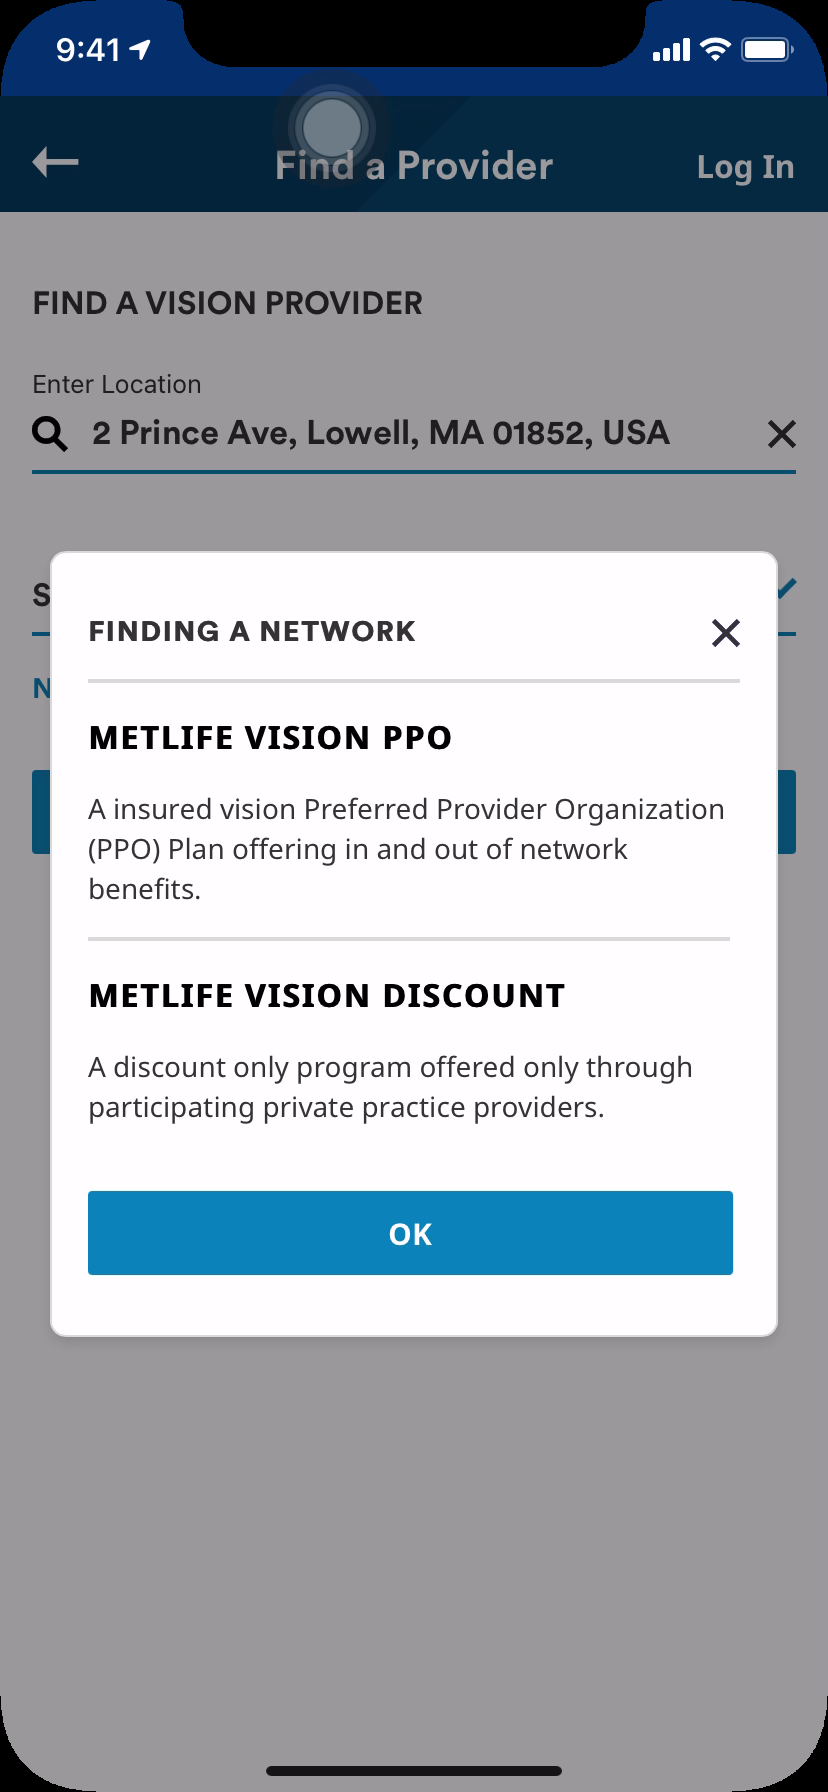 9:41
Find a Provider
Log In
FIND A VISION PROVIDER
Enter Location
2 Prince Ave, Lowell, MA 01852, USA
S
N
FINDING A NETWORK
METLIFE VISION PPO
A insured vision Preferred Provider Organization
(PPO) Plan offering in and out of network
benefits.
METLIFE VISION DISCOUNT
A discount only program offered only through
participating private practice providers.
OK